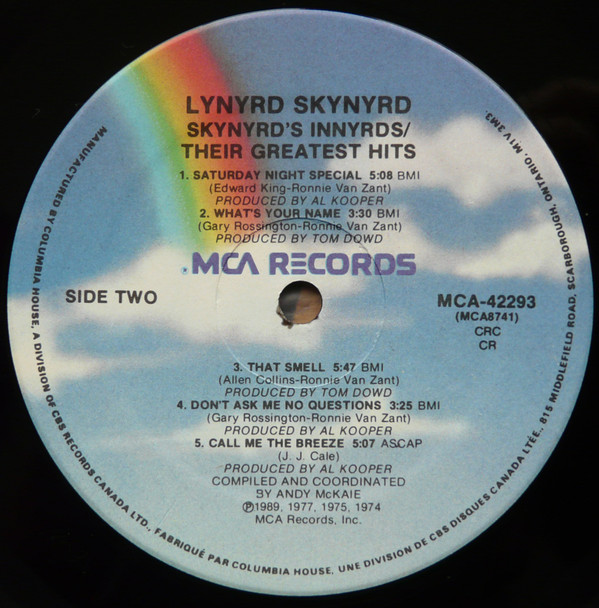 LYNYRD SKYNYRD
SKYNYRD'S INNYRDS/
THEIR GREATEST HITS
1. SATURDAY NIGHT SPECIAL 5:08 BMI
(Edward King-Ronnie Van Zant)
PRODUCED BY AL KOOPER
2. WHAT'S YOUR NAME 3:30 BMI
(Gary Rossington-Ronnie Van Zant)
PRODUCED BY TOM DOWD
MCA RECORDS
SIDE TWO
MCA-42293
(MCA8741)
CRC
CR
3. THAT SMELL 5:47 BMI
(Allen Collins-Ronnie Van Zant)
PRODUCED BY TOM DOWD
4. DON'T ASK ME NO QUESTIONS 3:25 BMI
(Gary Rossington-Ronnie Van Zant)
PRODUCED BY AL KOOPER
5. CALL ME THE BREEZE 5:07 ASCAP
(J. J. Cale)
PRODUCED BY AL KOOPER
COMPILED AND COORDINATED
BY ANDY McKAIE
℗1989, 1977, 1975, 1974
MCA Records, Inc.
MANUFACTURED BY COLUMBIA HOUSE, A DIVISION OF CBS RECORDS CANADA LTD., FABRIQUÉ PAR COLUMBIA HOUSE, UNE DIVISION DE CBS DISQUES CANADA LTÉE., 815 MIDDLEFIELD ROAD, SCARBOROUGH, ONTARIO, M1V 3M3.